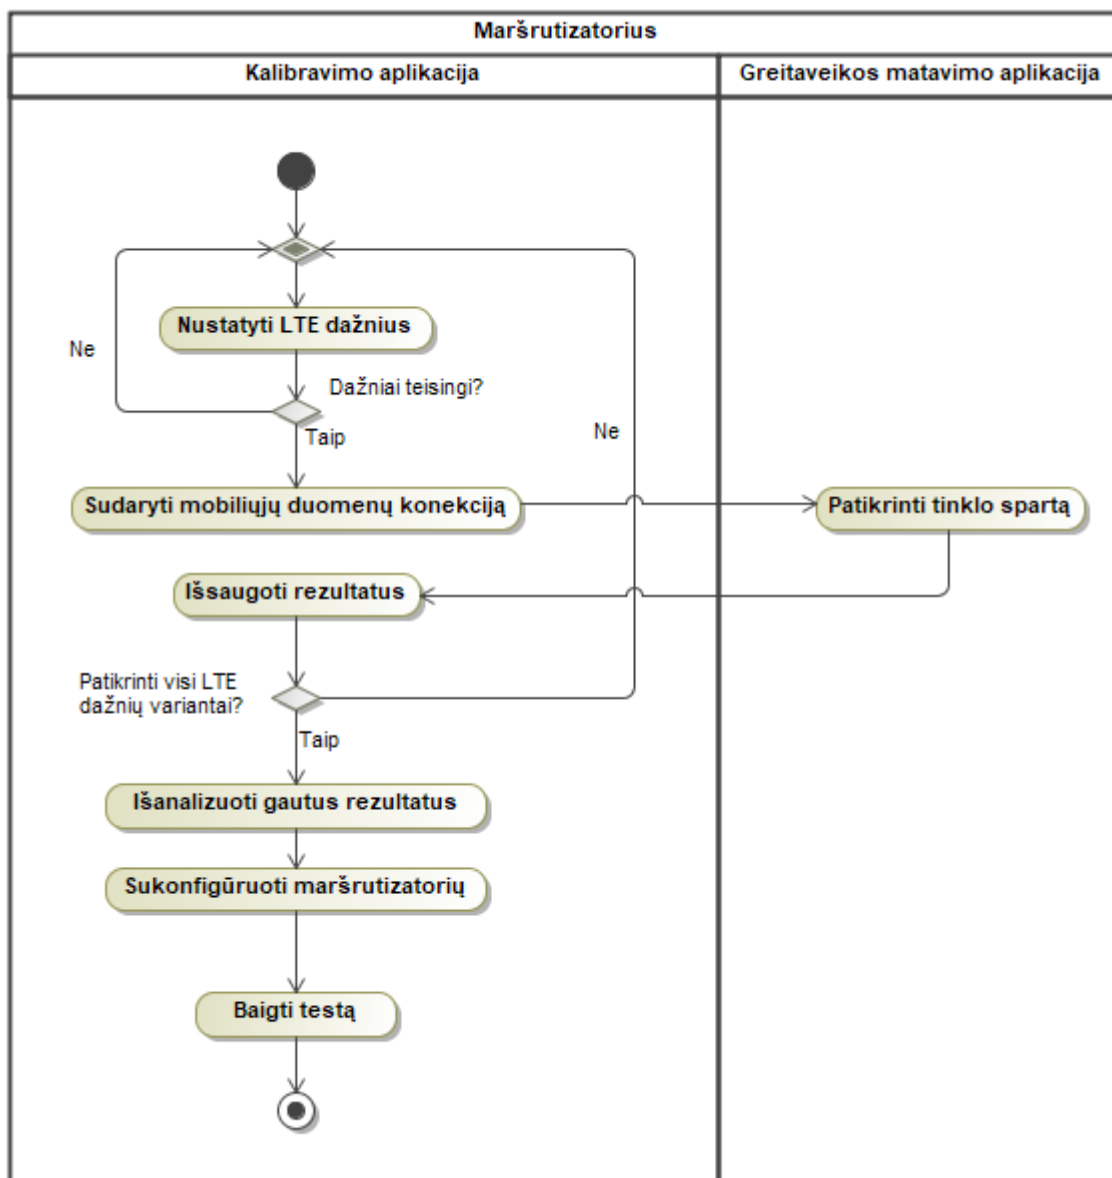 Maršrutizatorius
Kalibravimo aplikacija
Greitaveikos matavimo aplikacija
Nustatyti LTE dažnius
Ne
Dažniai teisingi?
Taip
Ne
Sudaryti mobiliųjų duomenų konekciją
Patikrinti tinklo spartą
Išsaugoti rezultatus
Patikrinti visi LTE
dažnių variantai?
Taip
Išanalizuoti gautus rezultatus
Sukonfigūruoti maršrutizatorių
Baigti testą